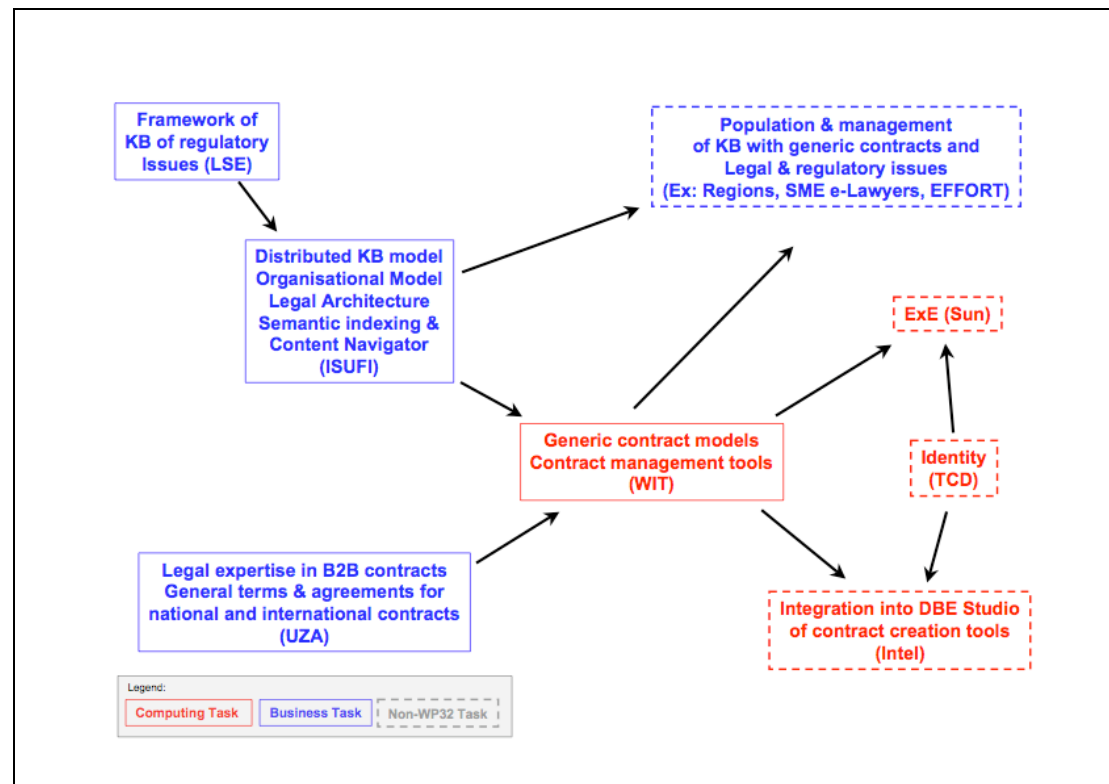 Framework of
KB of regulatory
Issues (LSE)
Population & management
of KB with generic contracts and
Legal & regulatory issues
(Ex: Regions, SME e-Lawyers, EFFORT)
Distributed KB model
Organisational Model
Legal Architecture
Semantic indexing &
Content Navigator
(ISUFI)
ExE (Sun)
Generic contract models
Contract management tools
(WIT)
Identity
(TCD)
Legal expertise in B2B contracts
General terms & agreements for
national and international contracts
(UZA)
Integration into DBE Studio
of contract creation tools
(Intel)
Legend:
Computing Task
Business Task
Non-WP32 Task